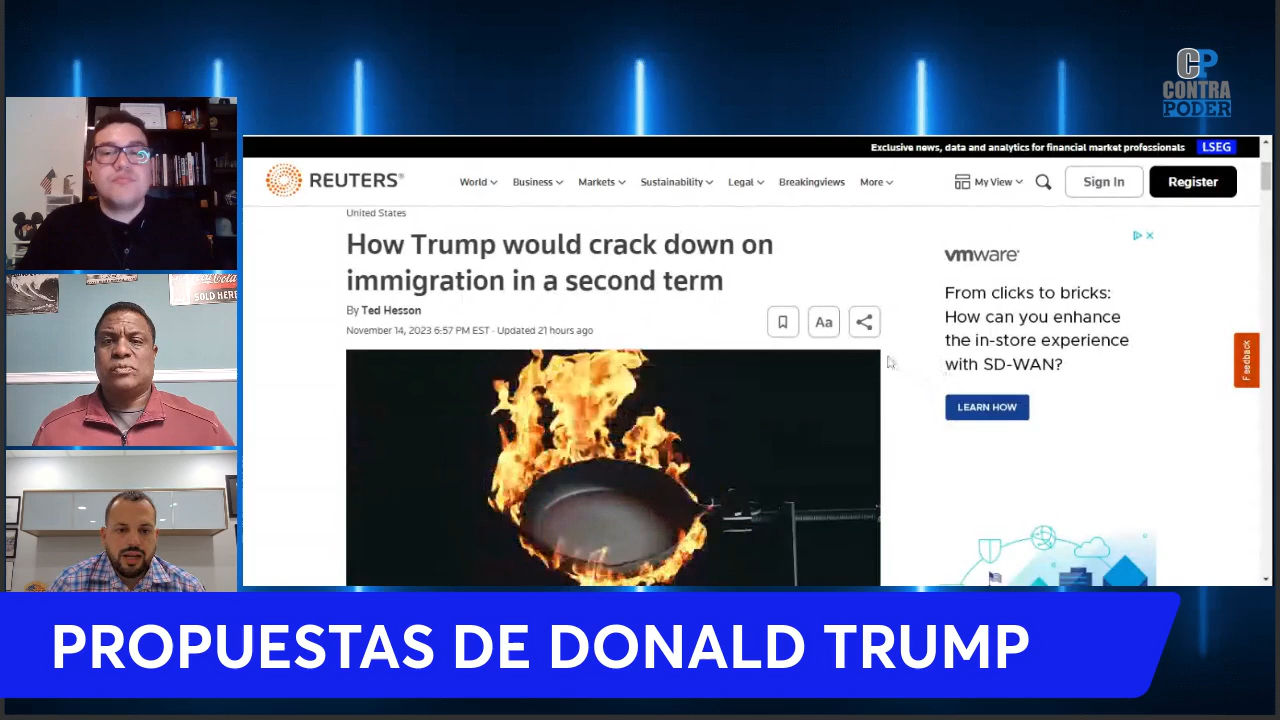 CP
CONTRA
PODER
Exclusive news, data and analytics for financial market professionals LSEG
REUTERS®
World Business Markets Sustainability Legal Breakingviews More
My View Sign In Register
United States
How Trump would crack down on
immigration in a second term
By Ted Hesson
November 14, 2023 6:57 PM EST · Updated 21 hours ago
Aa
vmware®
From clicks to bricks:
How can you enhance
the in-store experience
with SD-WAN?
LEARN HOW
Feedback
SOLD HERE
PROPUESTAS DE DONALD TRUMP